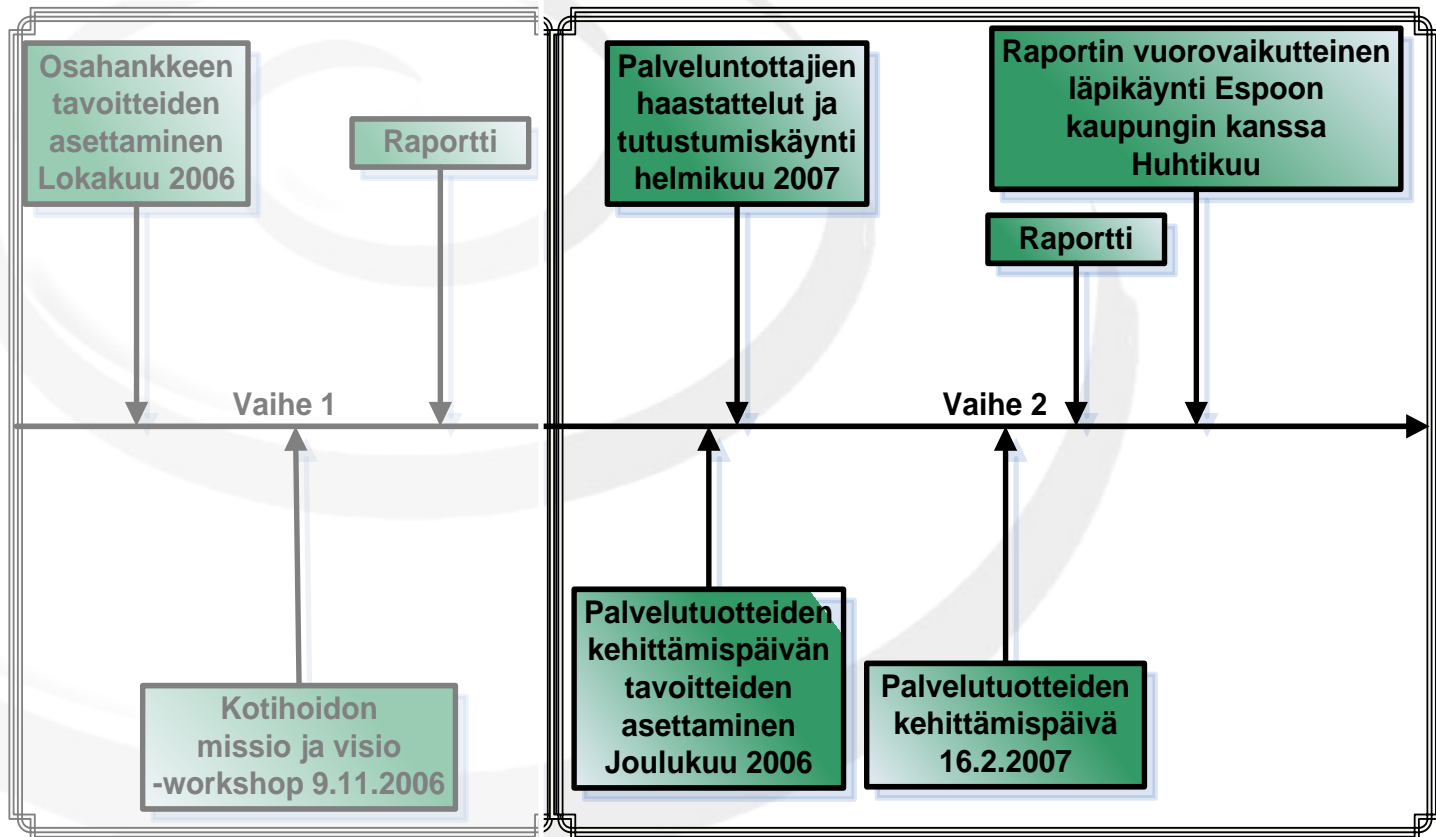 Osahankkeen
tavoitteiden
asettaminen
Lokakuu 2006
Raportti
Vaihe 1
Kotihoidon
missio ja visio
-workshop 9.11.2006
Palveluntottajien
haastattelut ja
tutustumiskäynti
helmikuu 2007
Raportin vuorovaikutteinen
läpikäynti Espoon
kaupungin kanssa
Huhtikuu
Raportti
Vaihe 2
Palvelutuotteiden
kehittämispäivän
tavoitteiden
asettaminen
Joulukuu 2006
Palvelutuotteiden
kehittämispäivä
16.2.2007